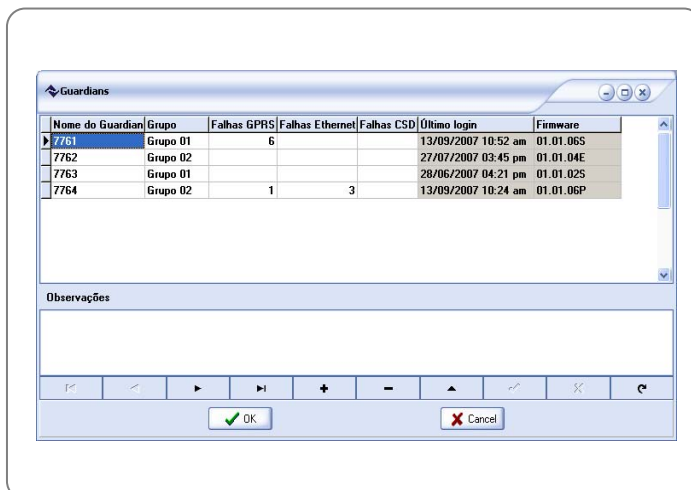 Guardians
Nome do Guardian Grupo Falhas GPRS Falhas Ethernet Falhas CSD Último login Firmware
7761 Grupo 01 6 13/09/2007 10:52 am 01.01.06S
7762 Grupo 02 27/07/2007 03:45 pm 01.01.04E
7763 Grupo 01 28/06/2007 04:21 pm 01.01.02S
7764 Grupo 02 1 3 13/09/2007 10:24 am 01.01.06P
Observações
OK Cancel